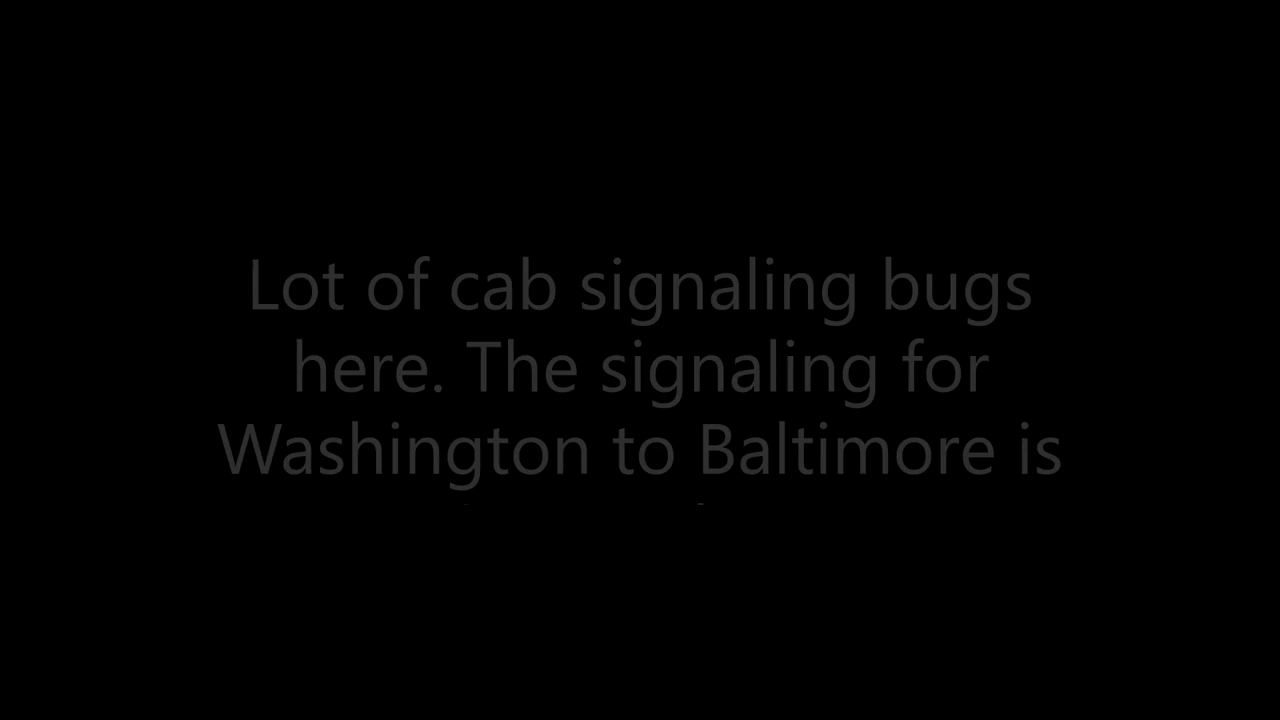 Lot of cab signaling bugs
here. The signaling for
Washington to Baltimore is